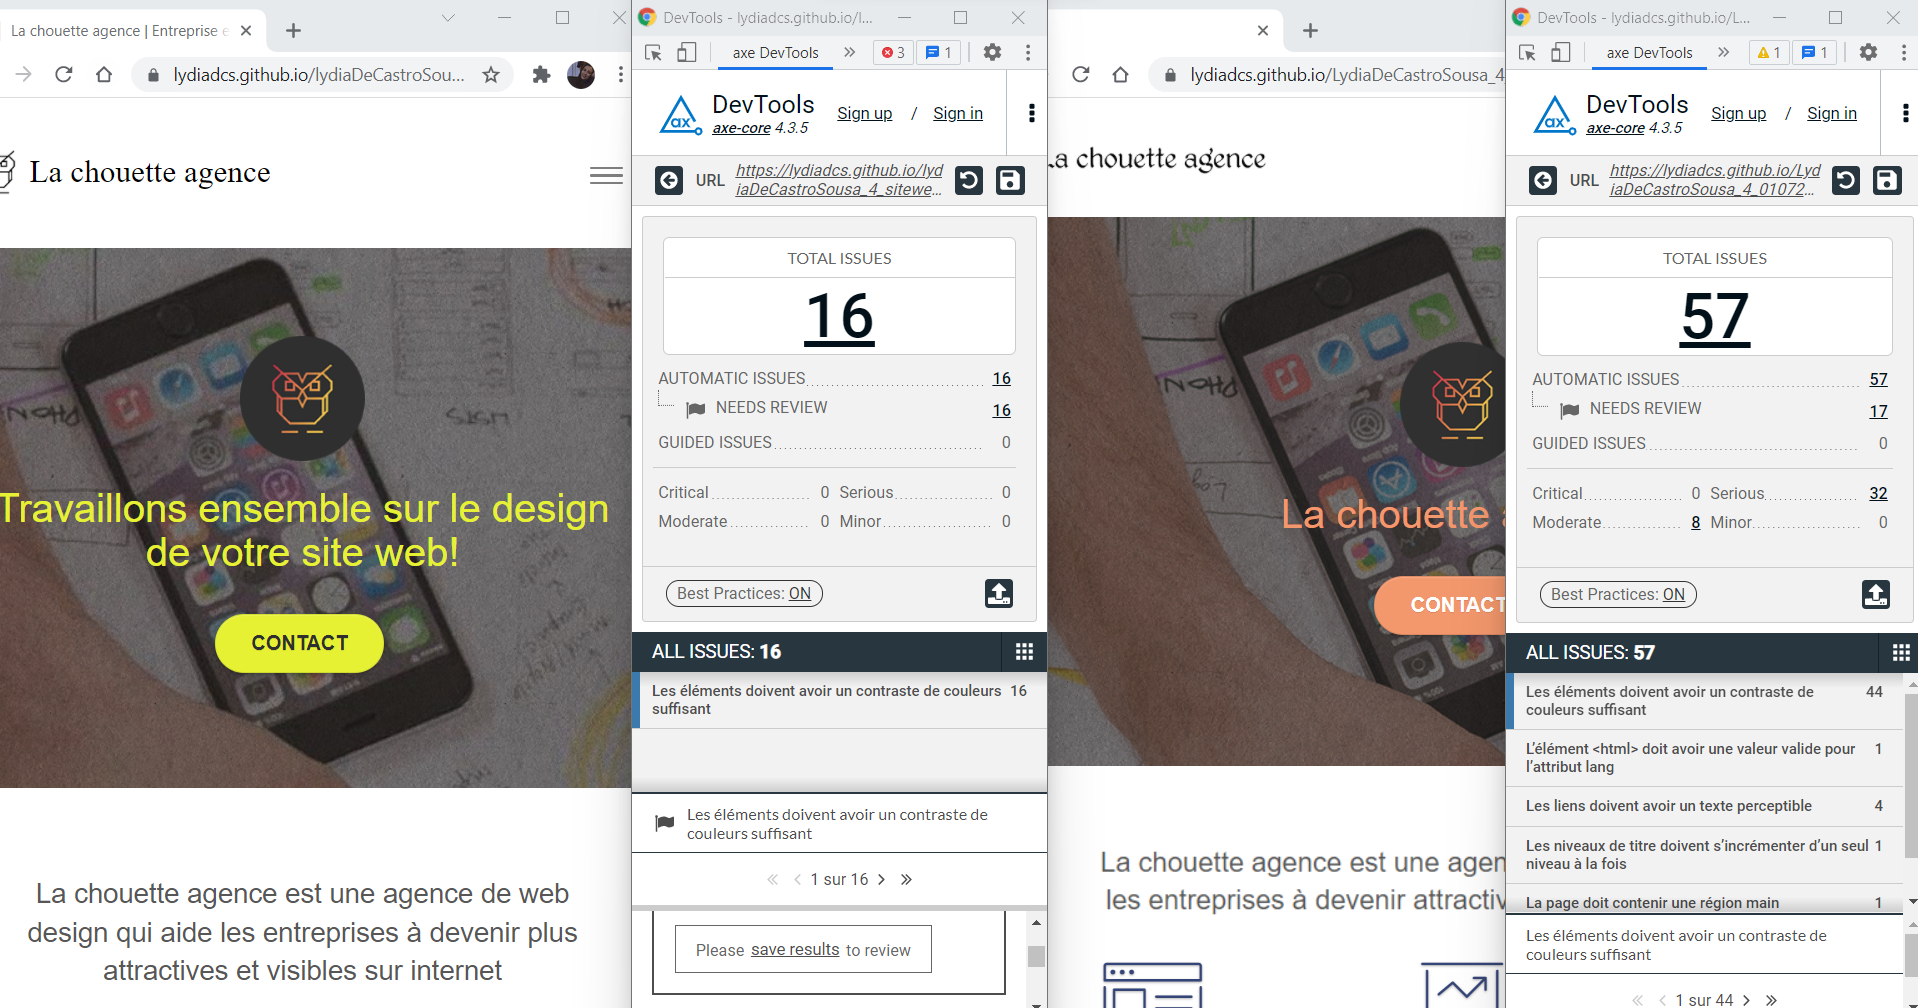 La chouette agence | Entreprise e
lydiadcs.github.io/lydiaDeCastroSou...
La chouette agence
Travaillons ensemble sur le design
de votre site web!
CONTACT
La chouette agence est une agence de web
design qui aide les entreprises à devenir plus
attractives et visibles sur internet
DevTools - lydiadcs.github.io/l...
axe DevTools
3
1
ax
DevTools
axe-core 4.3.5
Sign up / Sign in
URL
https://lydiadcs.github.io/lyd
iaDeCastroSousa_4_sitewe...
TOTAL ISSUES
16
AUTOMATIC ISSUES 16
NEEDS REVIEW 16
GUIDED ISSUES 0
Critical 0 Serious 0
Moderate 0 Minor 0
Best Practices: ON
ALL ISSUES: 16
Les éléments doivent avoir un contraste de couleurs 16
suffisant
Les éléments doivent avoir un contraste de
couleurs suffisant
1 sur 16
Please save results to review
lydiadcs.github.io/LydiaDeCastroSousa_4
La chouette agence
La chouette
CONTACT
La chouette agence est une agen
les entreprises à devenir attractiv
DevTools - lydiadcs.github.io/L...
axe DevTools
1
1
ax
DevTools
axe-core 4.3.5
Sign up / Sign in
URL
https://lydiadcs.github.io/Lyd
iaDeCastroSousa_4_01072...
TOTAL ISSUES
57
AUTOMATIC ISSUES 57
NEEDS REVIEW 17
GUIDED ISSUES 0
Critical 0 Serious 32
Moderate 8 Minor 0
Best Practices: ON
ALL ISSUES: 57
Les éléments doivent avoir un contraste de 44
couleurs suffisant
L'élément <html> doit avoir une valeur valide pour 1
l'attribut lang
Les liens doivent avoir un texte perceptible 4
Les niveaux de titre doivent s'incrémenter d'un seul 1
niveau à la fois
La page doit contenir une région main 1
Les éléments doivent avoir un contraste de
couleurs suffisant
1 sur 44